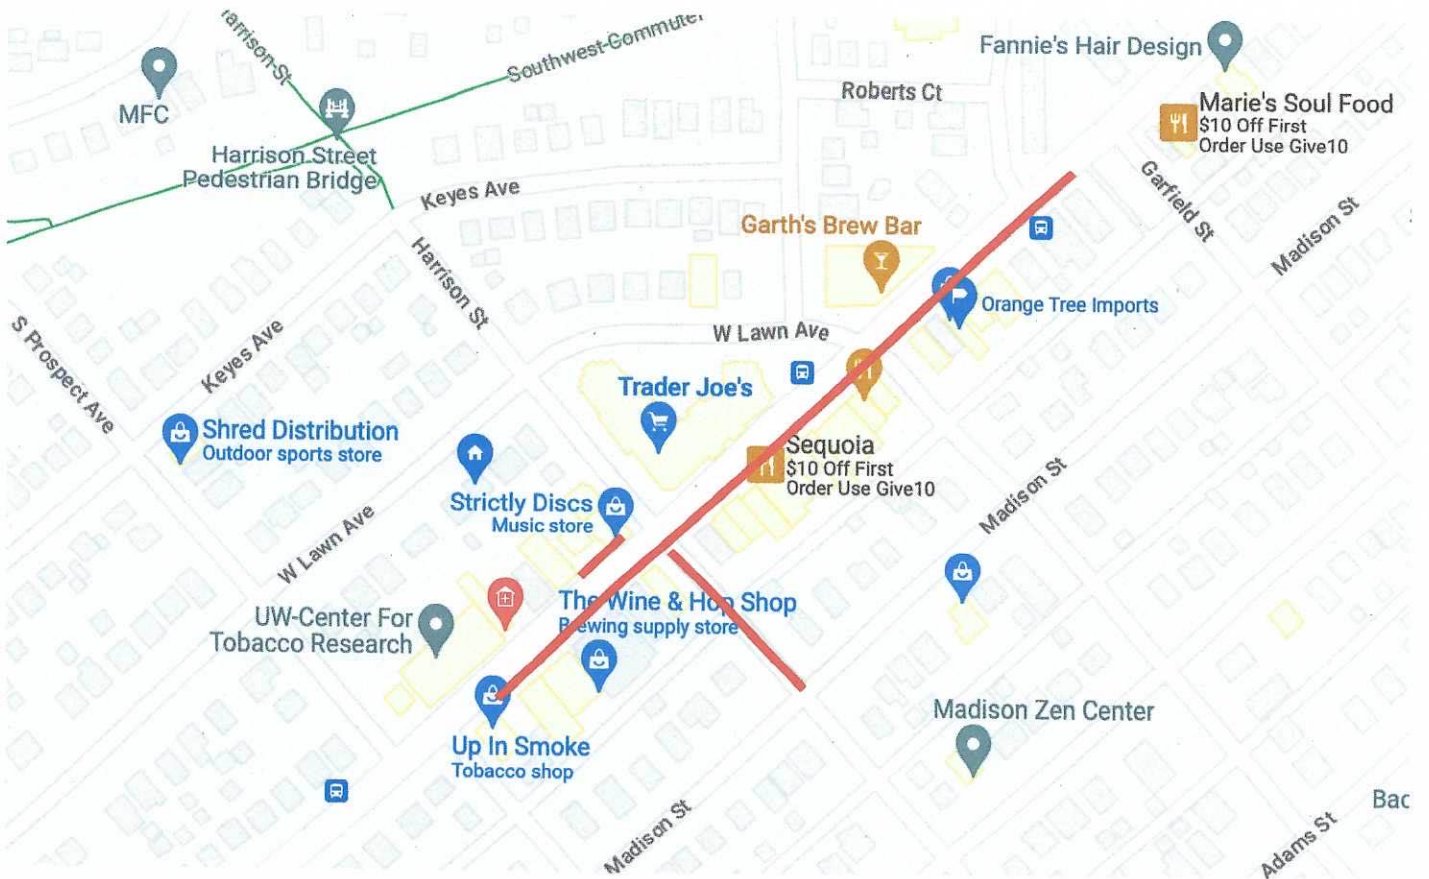 Harrison St
Southwest-Commuter
Fannie's Hair Design
MFC
Roberts Ct
Marie's Soul Food
$10 Off First
Order Use Give10
Harrison Street
Pedestrian Bridge
Keyes Ave
Garfield St
Madison St
Garth's Brew Bar
Harrison St
Orange Tree Imports
W Lawn Ave
S Prospect Ave
Keyes Ave
Trader Joe's
Shred Distribution
Outdoor sports store
Sequoia
$10 Off First
Order Use Give10
Strictly Discs
Music store
Madison St
W Lawn Ave
The Wine & Hop Shop
Brewing supply store
UW-Center For
Tobacco Research
Madison Zen Center
Up In Smoke
Tobacco shop
Bac
Madison St
Adams St